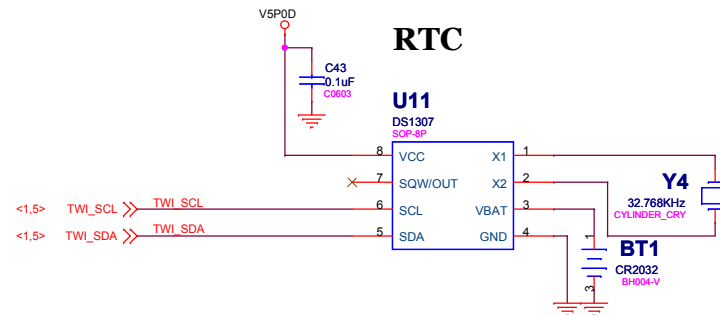 V5P0D
RTC
C43
0.1uF
C0603
U11
DS1307
SOP-8P
8 VCC X1 1
7 SQW/OUT X2 2
6 SCL VBAT 3
5 SDA GND 4
Y4
32.768KHz
CYLINDER_CRY
<1,5> TWI_SCL TWI_SCL
<1,5> TWI_SDA TWI_SDA
1
BT1
CR2032
BH004-V
3